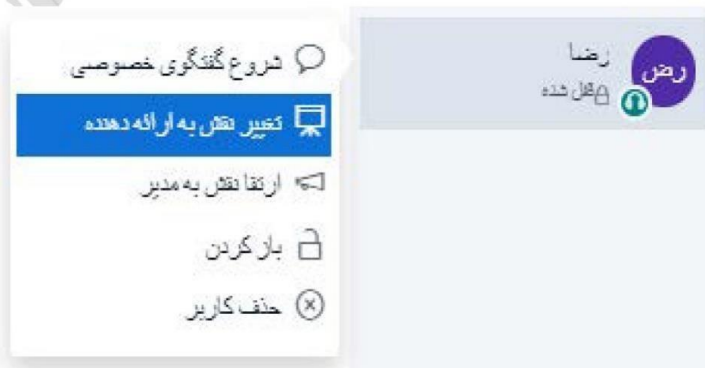 رضا
رض
قفل شده
شروع گفتگوی خصوصی
تغییر نقش به ارائه دهنده
ارتقا نقش به مدیر
باز کردن
حذف کاربر